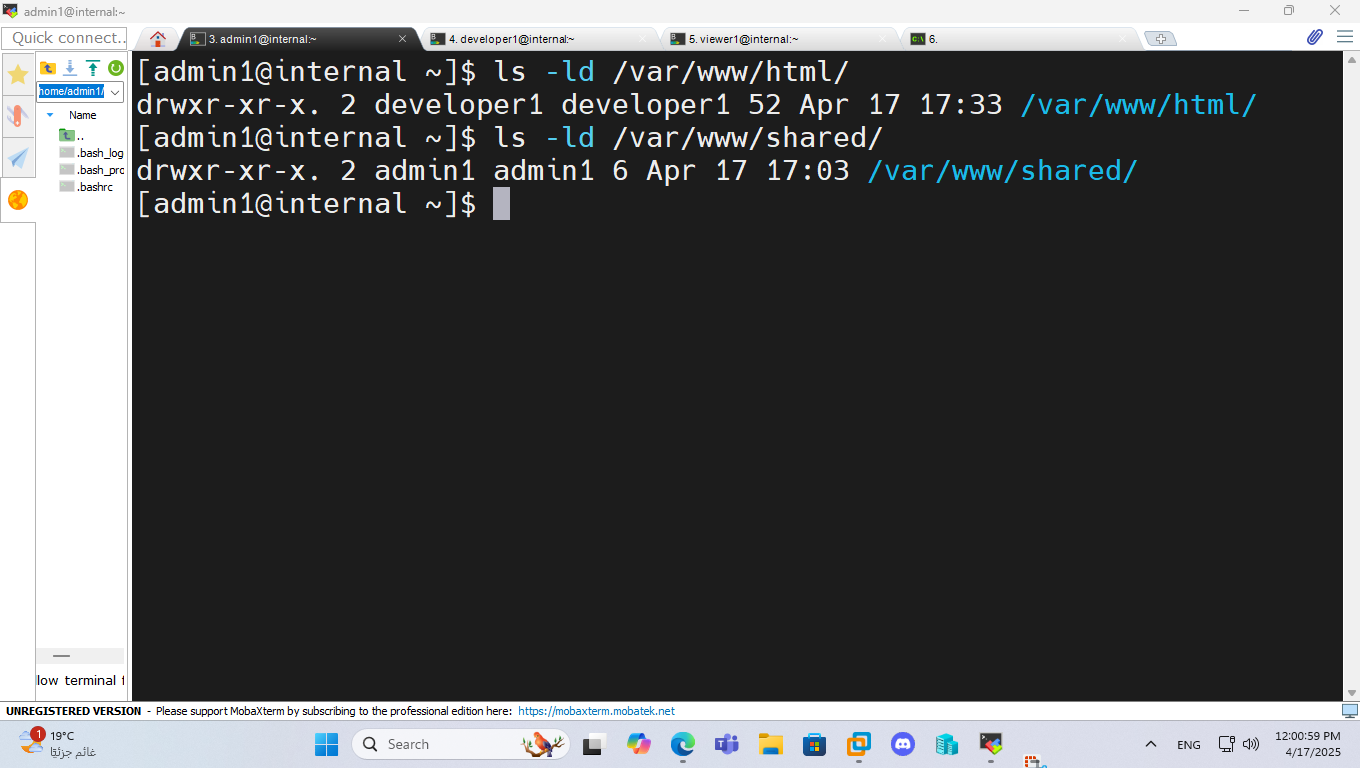 admin1@internal:~
Quick connect...
3. admin1@internal:~
4. developer1@internal:~
5. viewer1@internal:~
6.
/home/admin1/
Name
..
.bash_log
.bash_pro
.bashrc
[admin1@internal ~]$ ls -ld /var/www/html/
drwxr-xr-x. 2 developer1 developer1 52 Apr 17 17:33 /var/www/html/
[admin1@internal ~]$ ls -ld /var/www/shared/
drwxr-xr-x. 2 admin1 admin1 6 Apr 17 17:03 /var/www/shared/
[admin1@internal ~]$
low terminal f
UNREGISTERED VERSION - Please support MobaXterm by subscribing to the professional edition here: https://mobaxterm.mobatek.net
1
19°C
غائم جزئيًا
Search
ENG
12:00:59 PM
4/17/2025